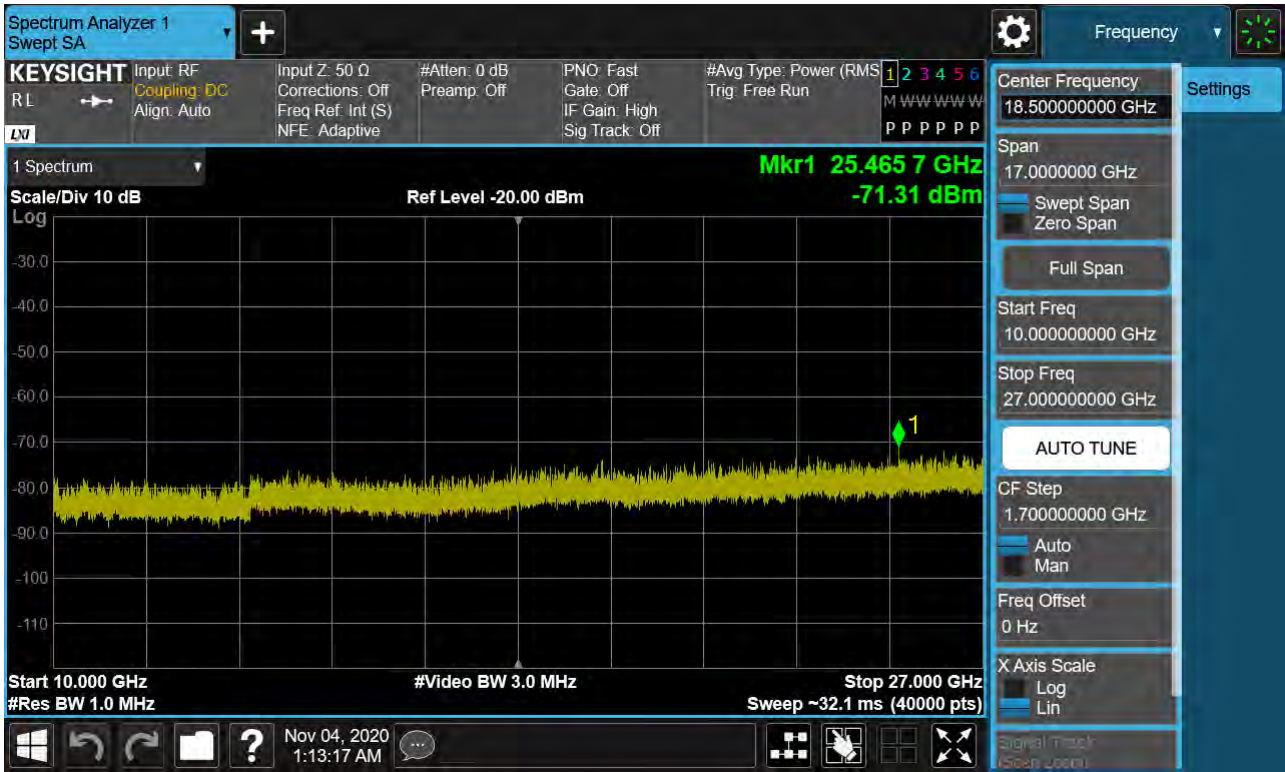 Spectrum Analyzer 1
Swept SA
Frequency
KEYSIGHT
RL
LXI
Input: RF
Coupling: DC
Align: Auto
Input Z: 50 Ω
Corrections: Off
Freq Ref: Int (S)
NFE: Adaptive
#Atten: 0 dB
Preamp: Off
PNO: Fast
Gate: Off
IF Gain: High
Sig Track: Off
#Avg Type: Power (RMS
Trig: Free Run
1 2 3 4 5 6
M W W W W W
P P P P P P
1 Spectrum
Mkr1 25.465 7 GHz
Scale/Div 10 dB
Ref Level -20.00 dBm
-71.31 dBm
Log
-30.0
-40.0
-50.0
-60.0
1
-70.0
-80.0
-90.0
-100
-110
Start 10.000 GHz
#Video BW 3.0 MHz
Stop 27.000 GHz
#Res BW 1.0 MHz
Sweep ~32.1 ms (40000 pts)
Center Frequency
18.500000000 GHz
Settings
Span
17.0000000 GHz
Swept Span
Zero Span
Full Span
Start Freq
10.000000000 GHz
Stop Freq
27.000000000 GHz
AUTO TUNE
CF Step
1.700000000 GHz
Auto
Man
Freq Offset
0 Hz
X Axis Scale
Log
Lin
Signal Track
(Span Zoom)
?
Nov 04, 2020
1:13:17 AM